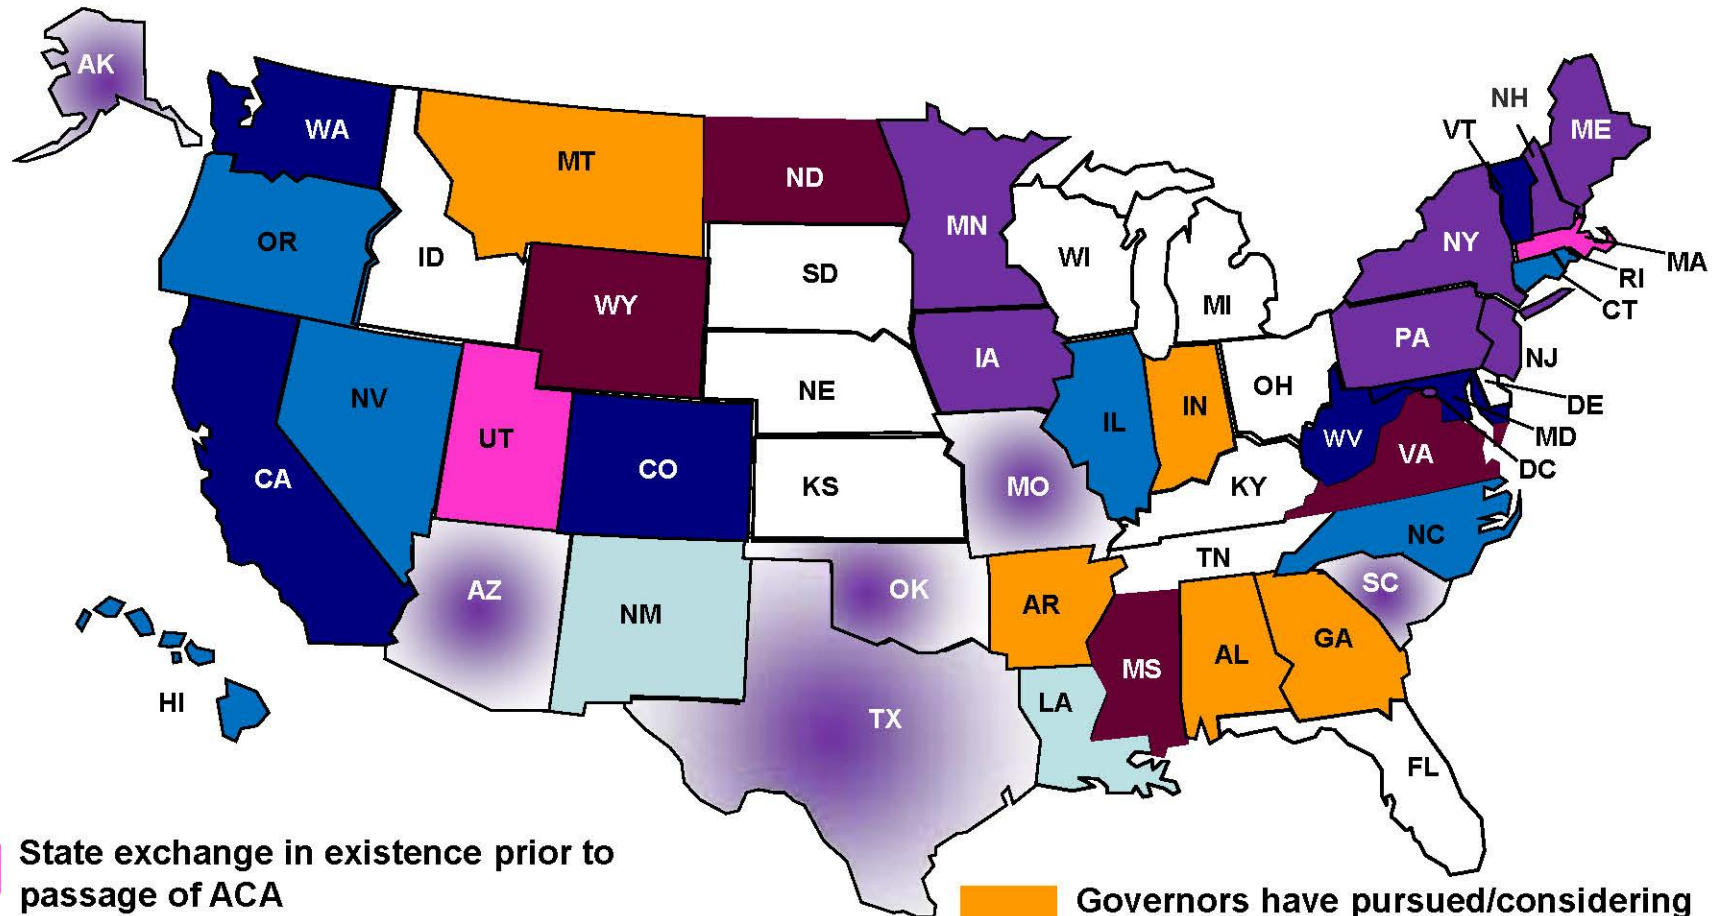 AK
WA
OR
ID
MT
ND
MN
WI
MI
SD
WY
NE
IA
NV
UT
CO
CA
KS
MO
IL
IN
OH
KY
WV
VA
PA
NY
VT
NH
ME
MA
RI
CT
NJ
DE
MD
DC
NC
TN
SC
AZ
NM
OK
AR
TX
LA
MS
AL
GA
FL
HI
State exchange in existence prior to
passage of ACA
Governors have pursued/considering